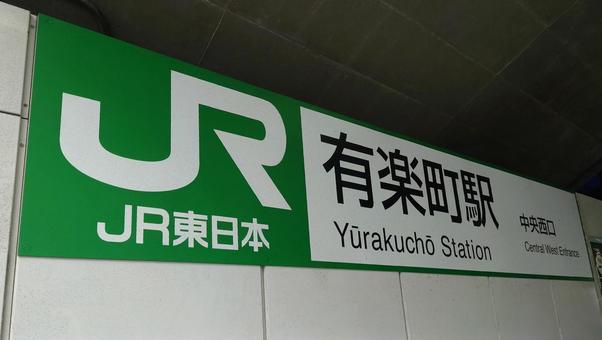 JR
JR東日本
有楽町駅
Yūrakuchō Station
中央西口
Central West Entrance